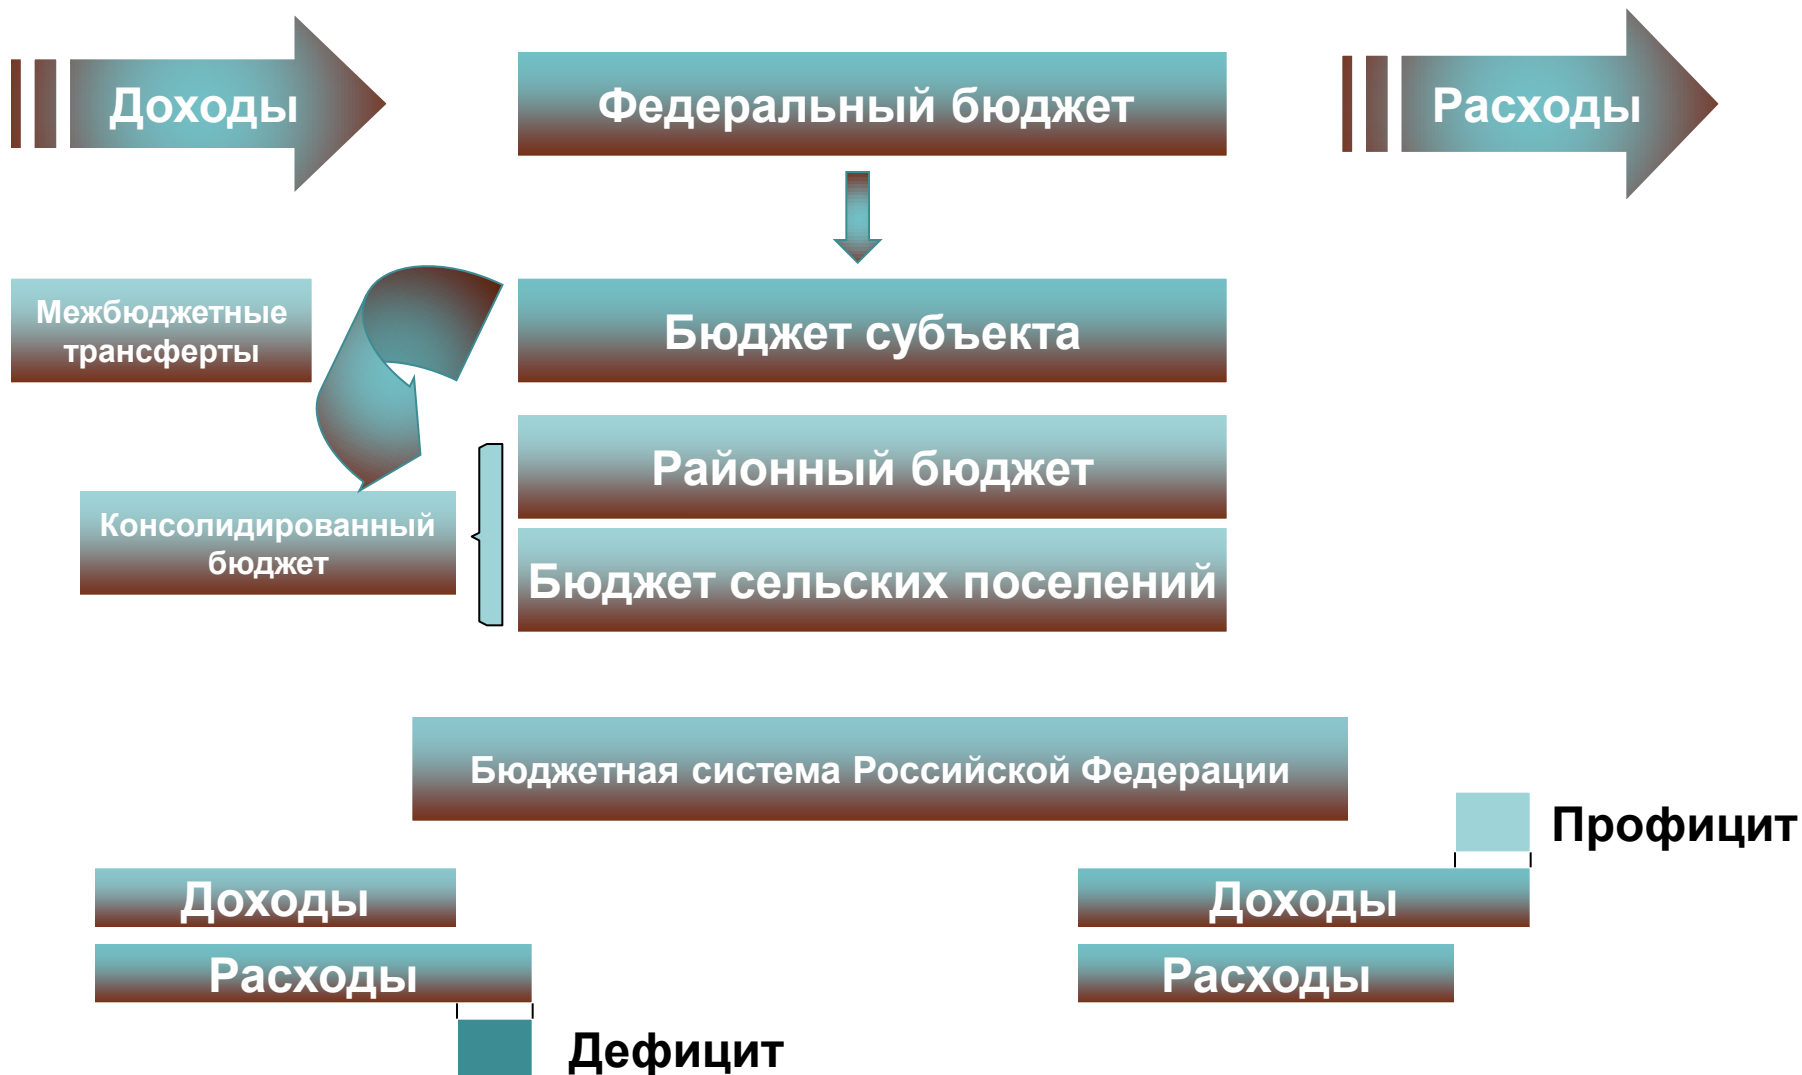 Доходы
Федеральный бюджет
Расходы
Межбюджетные
трансферты
Бюджет субъекта
Районный бюджет
Консолидированный
бюджет
Бюджет сельских поселений
Бюджетная система Российской Федерации
Профицит
Доходы
Расходы
Дефицит
Доходы
Расходы